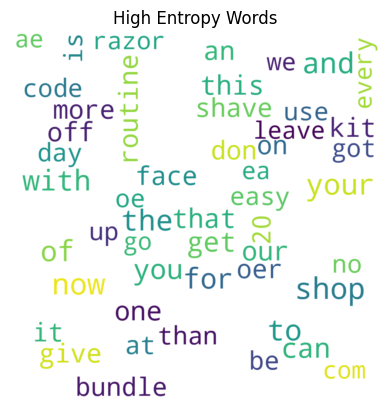 High Entropy Words
ae is razor an we and every
code routine this
more shave use
off leave kit
day don on got
with face ea your
oe easy
up the that 20
of go get our no
now you for oer shop
one
it at than to
give be can com
bundle